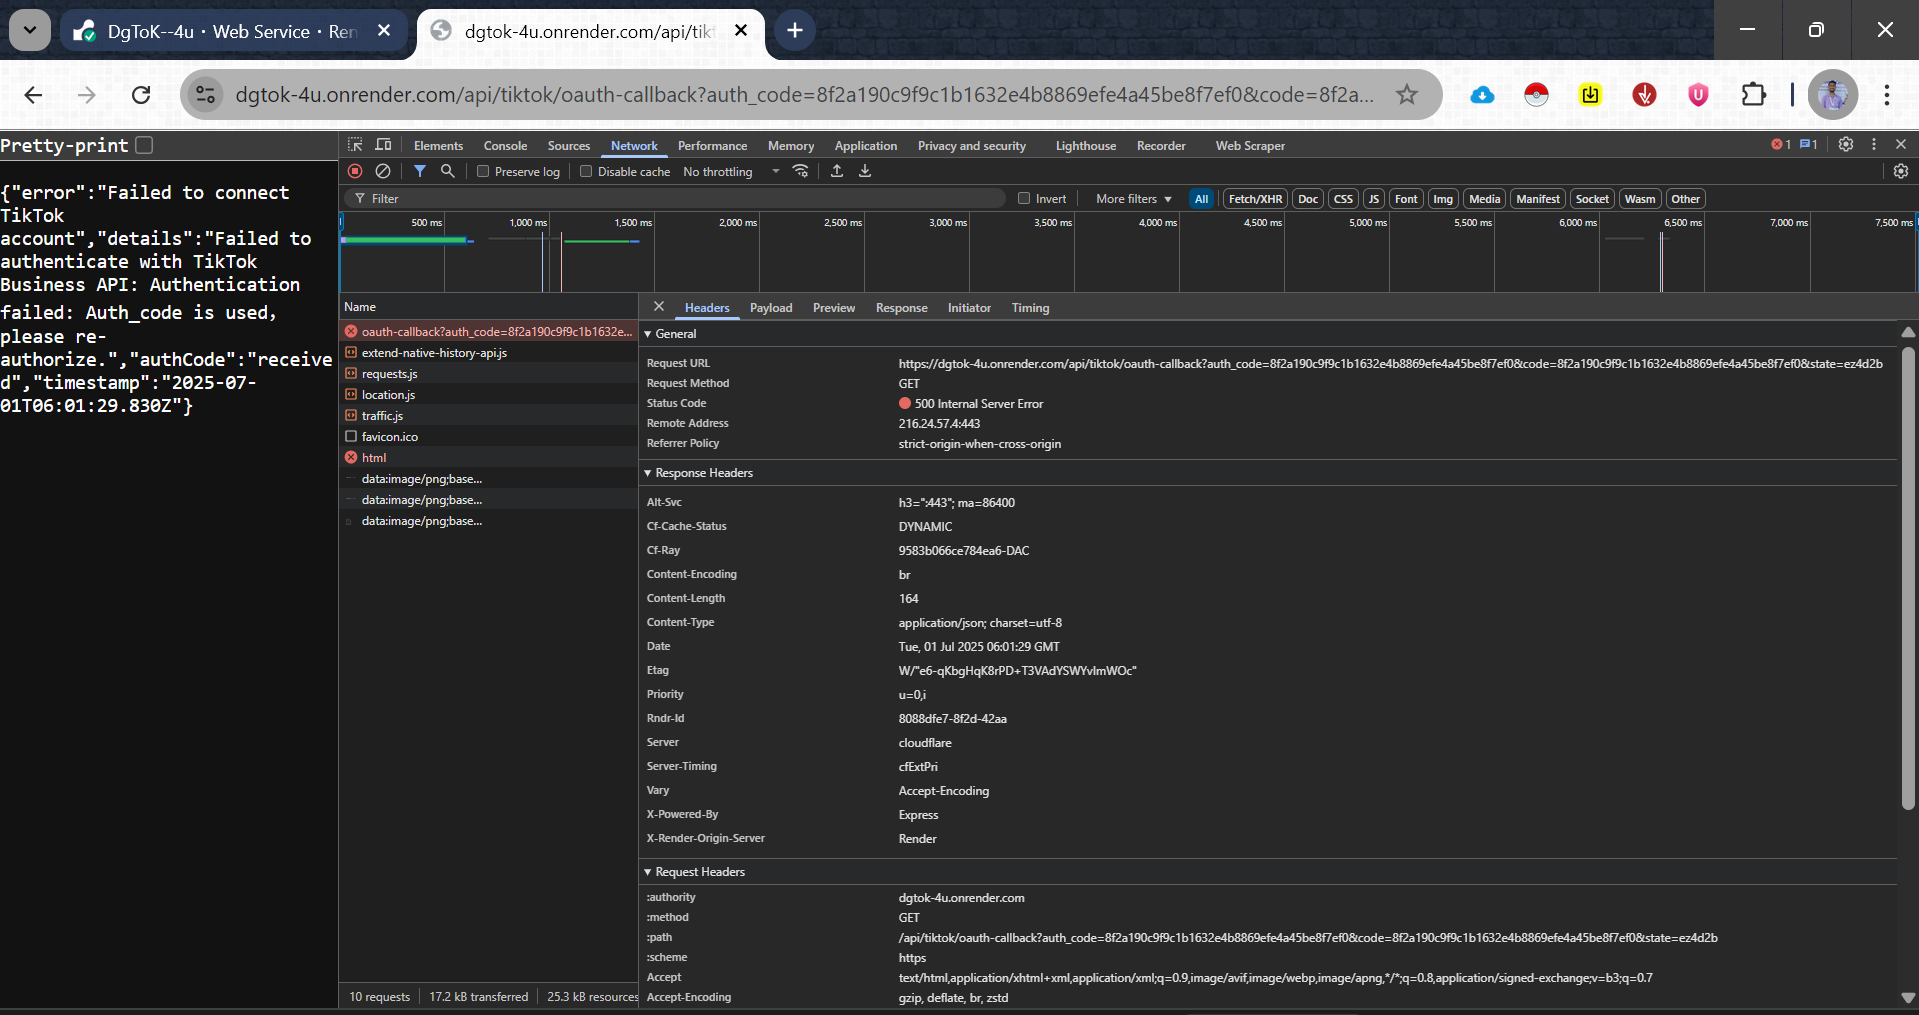 DgToK--4u · Web Service · Ren
dgtok-4u.onrender.com/api/tikt
dgtok-4u.onrender.com/api/tiktok/oauth-callback?auth_code=8f2a190c9f9c1b1632e4b8869efe4a45be8f7ef0&code=8f2a...
Pretty-print
{"error":"Failed to connect
TikTok
account","details":"Failed to
authenticate with TikTok
Business API: Authentication
failed: Auth_code is used,
please re-
authorize.","authCode":"receive
d","timestamp":"2025-07-
01T06:01:29.830Z"}
Elements Console Sources Network Performance Memory Application Privacy and security Lighthouse Recorder Web Scraper 1 1
Preserve log Disable cache No throttling
Filter Invert More filters All Fetch/XHR Doc CSS JS Font Img Media Manifest Socket Wasm Other
500 ms 1,000 ms 1,500 ms 2,000 ms 2,500 ms 3,000 ms 3,500 ms 4,000 ms 4,500 ms 5,000 ms 5,500 ms 6,000 ms 6,500 ms 7,000 ms 7,500 ms
Name
oauth-callback?auth_code=8f2a190c9f9c1b1632e...
extend-native-history-api.js
requests.js
location.js
traffic.js
favicon.ico
html
data:image/png;base...
data:image/png;base...
data:image/png;base...
10 requests 17.2 kB transferred 25.3 kB resources
Headers Payload Preview Response Initiator Timing
General
Request URL https://dgtok-4u.onrender.com/api/tiktok/oauth-callback?auth_code=8f2a190c9f9c1b1632e4b8869efe4a45be8f7ef0&code=8f2a190c9f9c1b1632e4b8869efe4a45be8f7ef0&state=ez4d2b
Request Method GET
Status Code 500 Internal Server Error
Remote Address 216.24.57.4:443
Referrer Policy strict-origin-when-cross-origin
Response Headers
Alt-Svc h3=":443"; ma=86400
Cf-Cache-Status DYNAMIC
Cf-Ray 9583b066ce784ea6-DAC
Content-Encoding br
Content-Length 164
Content-Type application/json; charset=utf-8
Date Tue, 01 Jul 2025 06:01:29 GMT
Etag W/"e6-qKbgHqK8rPD+T3VAdYSWYvImWOc"
Priority u=0,i
Rndr-Id 8088dfe7-8f2d-42aa
Server cloudflare
Server-Timing cfExtPri
Vary Accept-Encoding
X-Powered-By Express
X-Render-Origin-Server Render
Request Headers
:authority dgtok-4u.onrender.com
:method GET
:path /api/tiktok/oauth-callback?auth_code=8f2a190c9f9c1b1632e4b8869efe4a45be8f7ef0&code=8f2a190c9f9c1b1632e4b8869efe4a45be8f7ef0&state=ez4d2b
:scheme https
Accept text/html,application/xhtml+xml,application/xml;q=0.9,image/avif,image/webp,image/apng,*/*;q=0.8,application/signed-exchange;v=b3;q=0.7
Accept-Encoding gzip, deflate, br, zstd